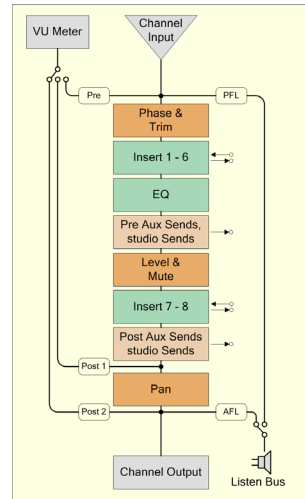 VU Meter
Channel
Input
Pre
PFL
Phase &
Trim
Insert 1 - 6
EQ
Pre Aux Sends,
studio Sends
Level &
Mute
Insert 7 - 8
Post Aux Sends
studio Sends
Post 1
Pan
Post 2
AFL
Channel Output
Listen Bus